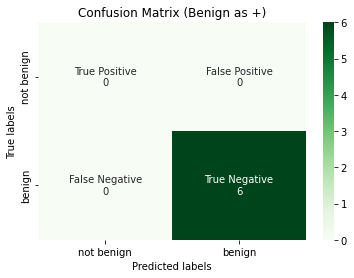 Confusion Matrix (Benign as +)
True labels
not benign
benign
True Positive
0
False Positive
0
False Negative
0
True Negative
6
not benign
benign
Predicted labels
6
5
4
3
2
1
0